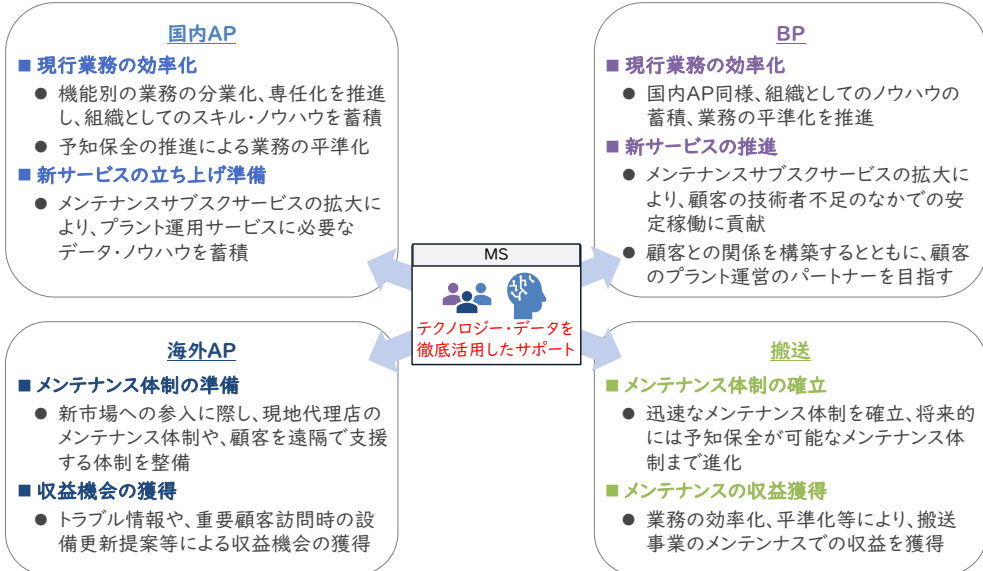 国内AP
■ 現行業務の効率化
● 機能別の業務の分業化、専任化を推進
し、組織としてのスキル・ノウハウを蓄積
● 予知保全の推進による業務の平準化
■ 新サービスの立ち上げ準備
● メンテナンスサブスクサービスの拡大に
より、プラント運用サービスに必要な
データ・ノウハウを蓄積
BP
■ 現行業務の効率化
● 国内AP同様、組織としてのノウハウの
蓄積、業務の平準化を推進
■ 新サービスの推進
● メンテナンスサブスクサービスの拡大
により、顧客の技術者不足のなかでの安
定稼働に貢献
● 顧客との関係を構築するとともに、顧客
のプラント運営のパートナーを目指す
MS
テクノロジー・データを
徹底活用したサポート
海外AP
■ メンテナンス体制の準備
● 新市場への参入に際し、現地代理店の
メンテナンス体制や、顧客を遠隔で支援
する体制を整備
■ 収益機会の獲得
● トラブル情報や、重要顧客訪問時の設
備更新提案等による収益機会の獲得
搬送
■ メンテナンス体制の確立
● 迅速なメンテナンス体制を確立、将来的
には予知保全が可能なメンテナンス体
制まで進化
■ メンテナンスの収益獲得
● 業務の効率化、平準化等により、搬送
事業のメンテンナスでの収益を獲得